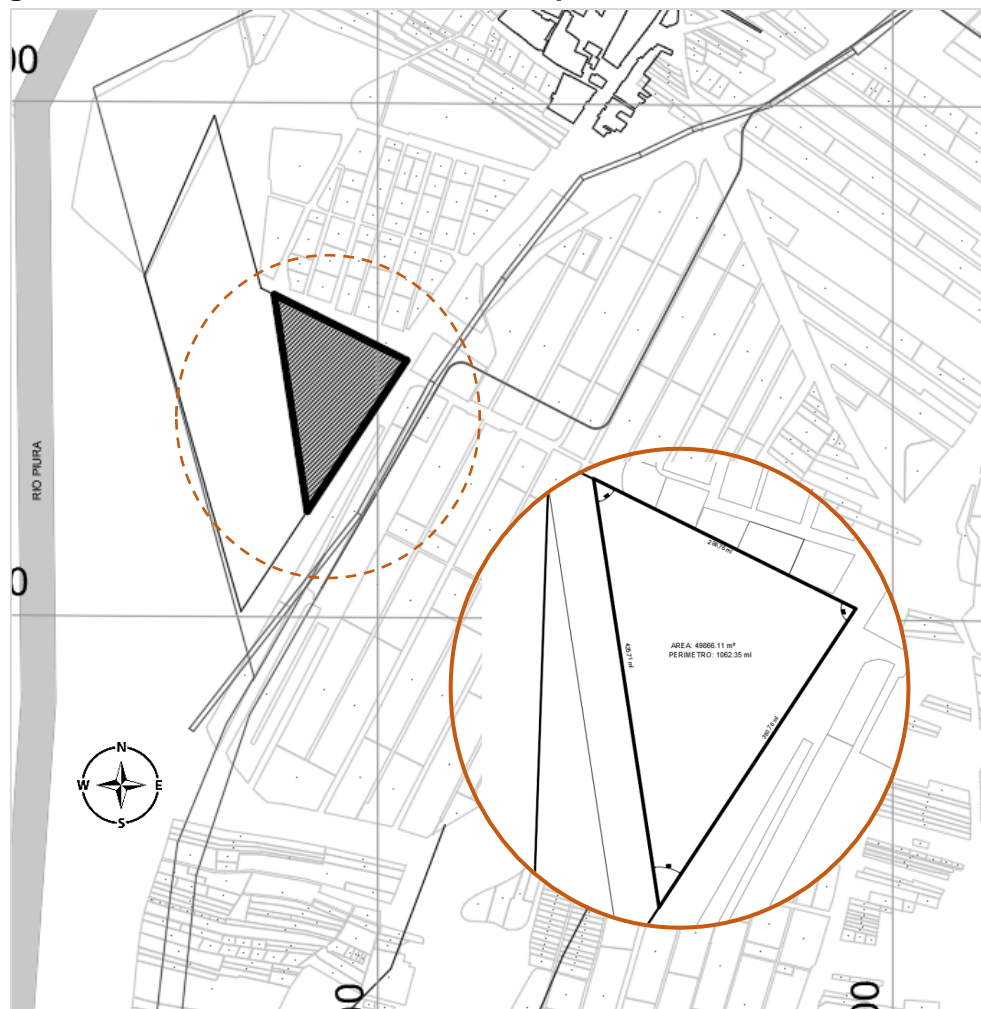 00
RIO PIURA
0
N
W E
S
AREA: 49866.11 m²
PERIMETRO: 1062.35 ml
00
00